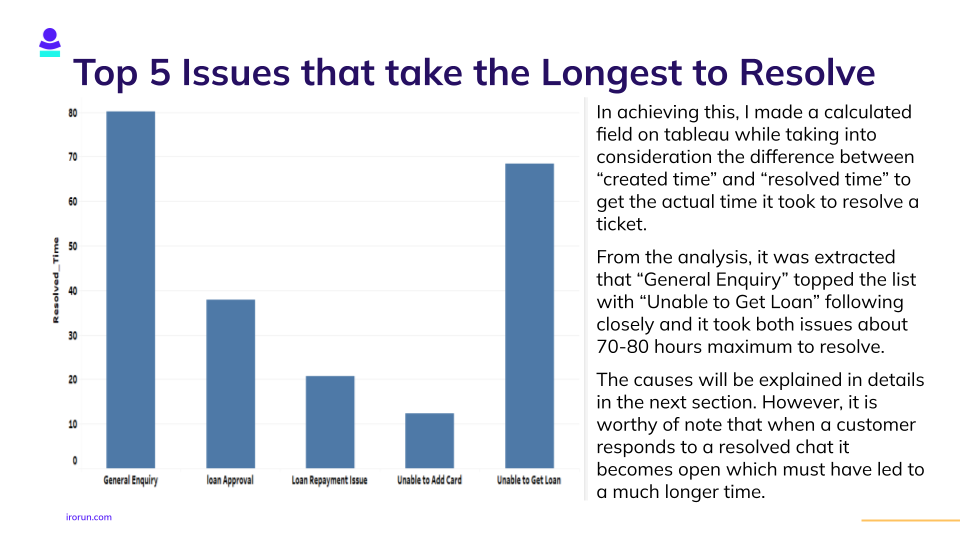 Top 5 Issues that take the Longest to Resolve
80
70
60
50
40
30
20
10
0
Resolved_Time
General Enquiry
loan Approval
Loan Repayment Issue
Unable to Add Card
Unable to Get Loan
In achieving this, I made a calculated
field on tableau while taking into
consideration the difference between
“created time” and “resolved time” to
get the actual time it took to resolve a
ticket.
From the analysis, it was extracted
that “General Enquiry” topped the list
with “Unable to Get Loan” following
closely and it took both issues about
70-80 hours maximum to resolve.
The causes will be explained in details
in the next section. However, it is
worthy of note that when a customer
responds to a resolved chat it
becomes open which must have led to
a much longer time.
irorun.com